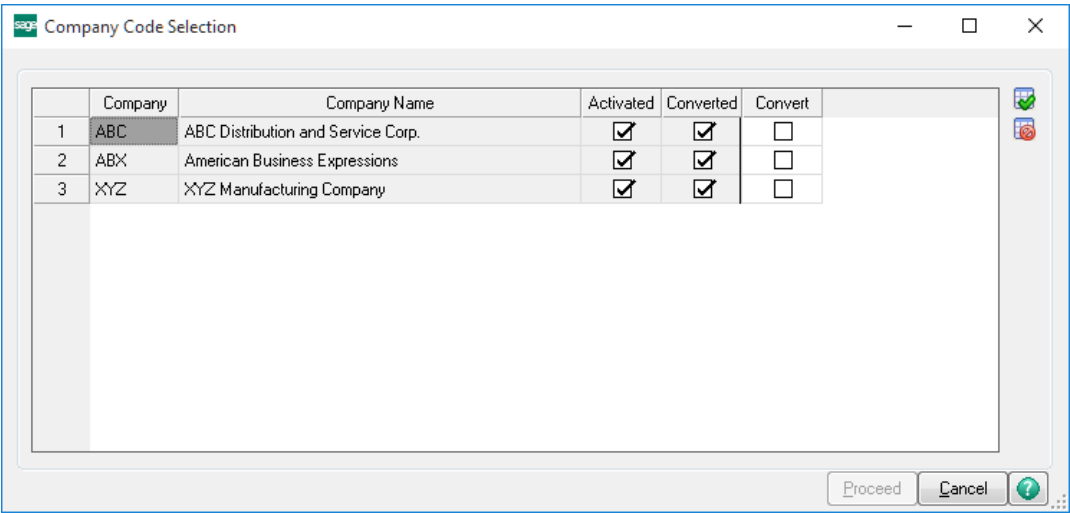 sage Company Code Selection
Company Company Name Activated Converted Convert
1 ABC ABC Distribution and Service Corp.
2 ABX American Business Expressions
3 XYZ XYZ Manufacturing Company
Proceed Cancel ?